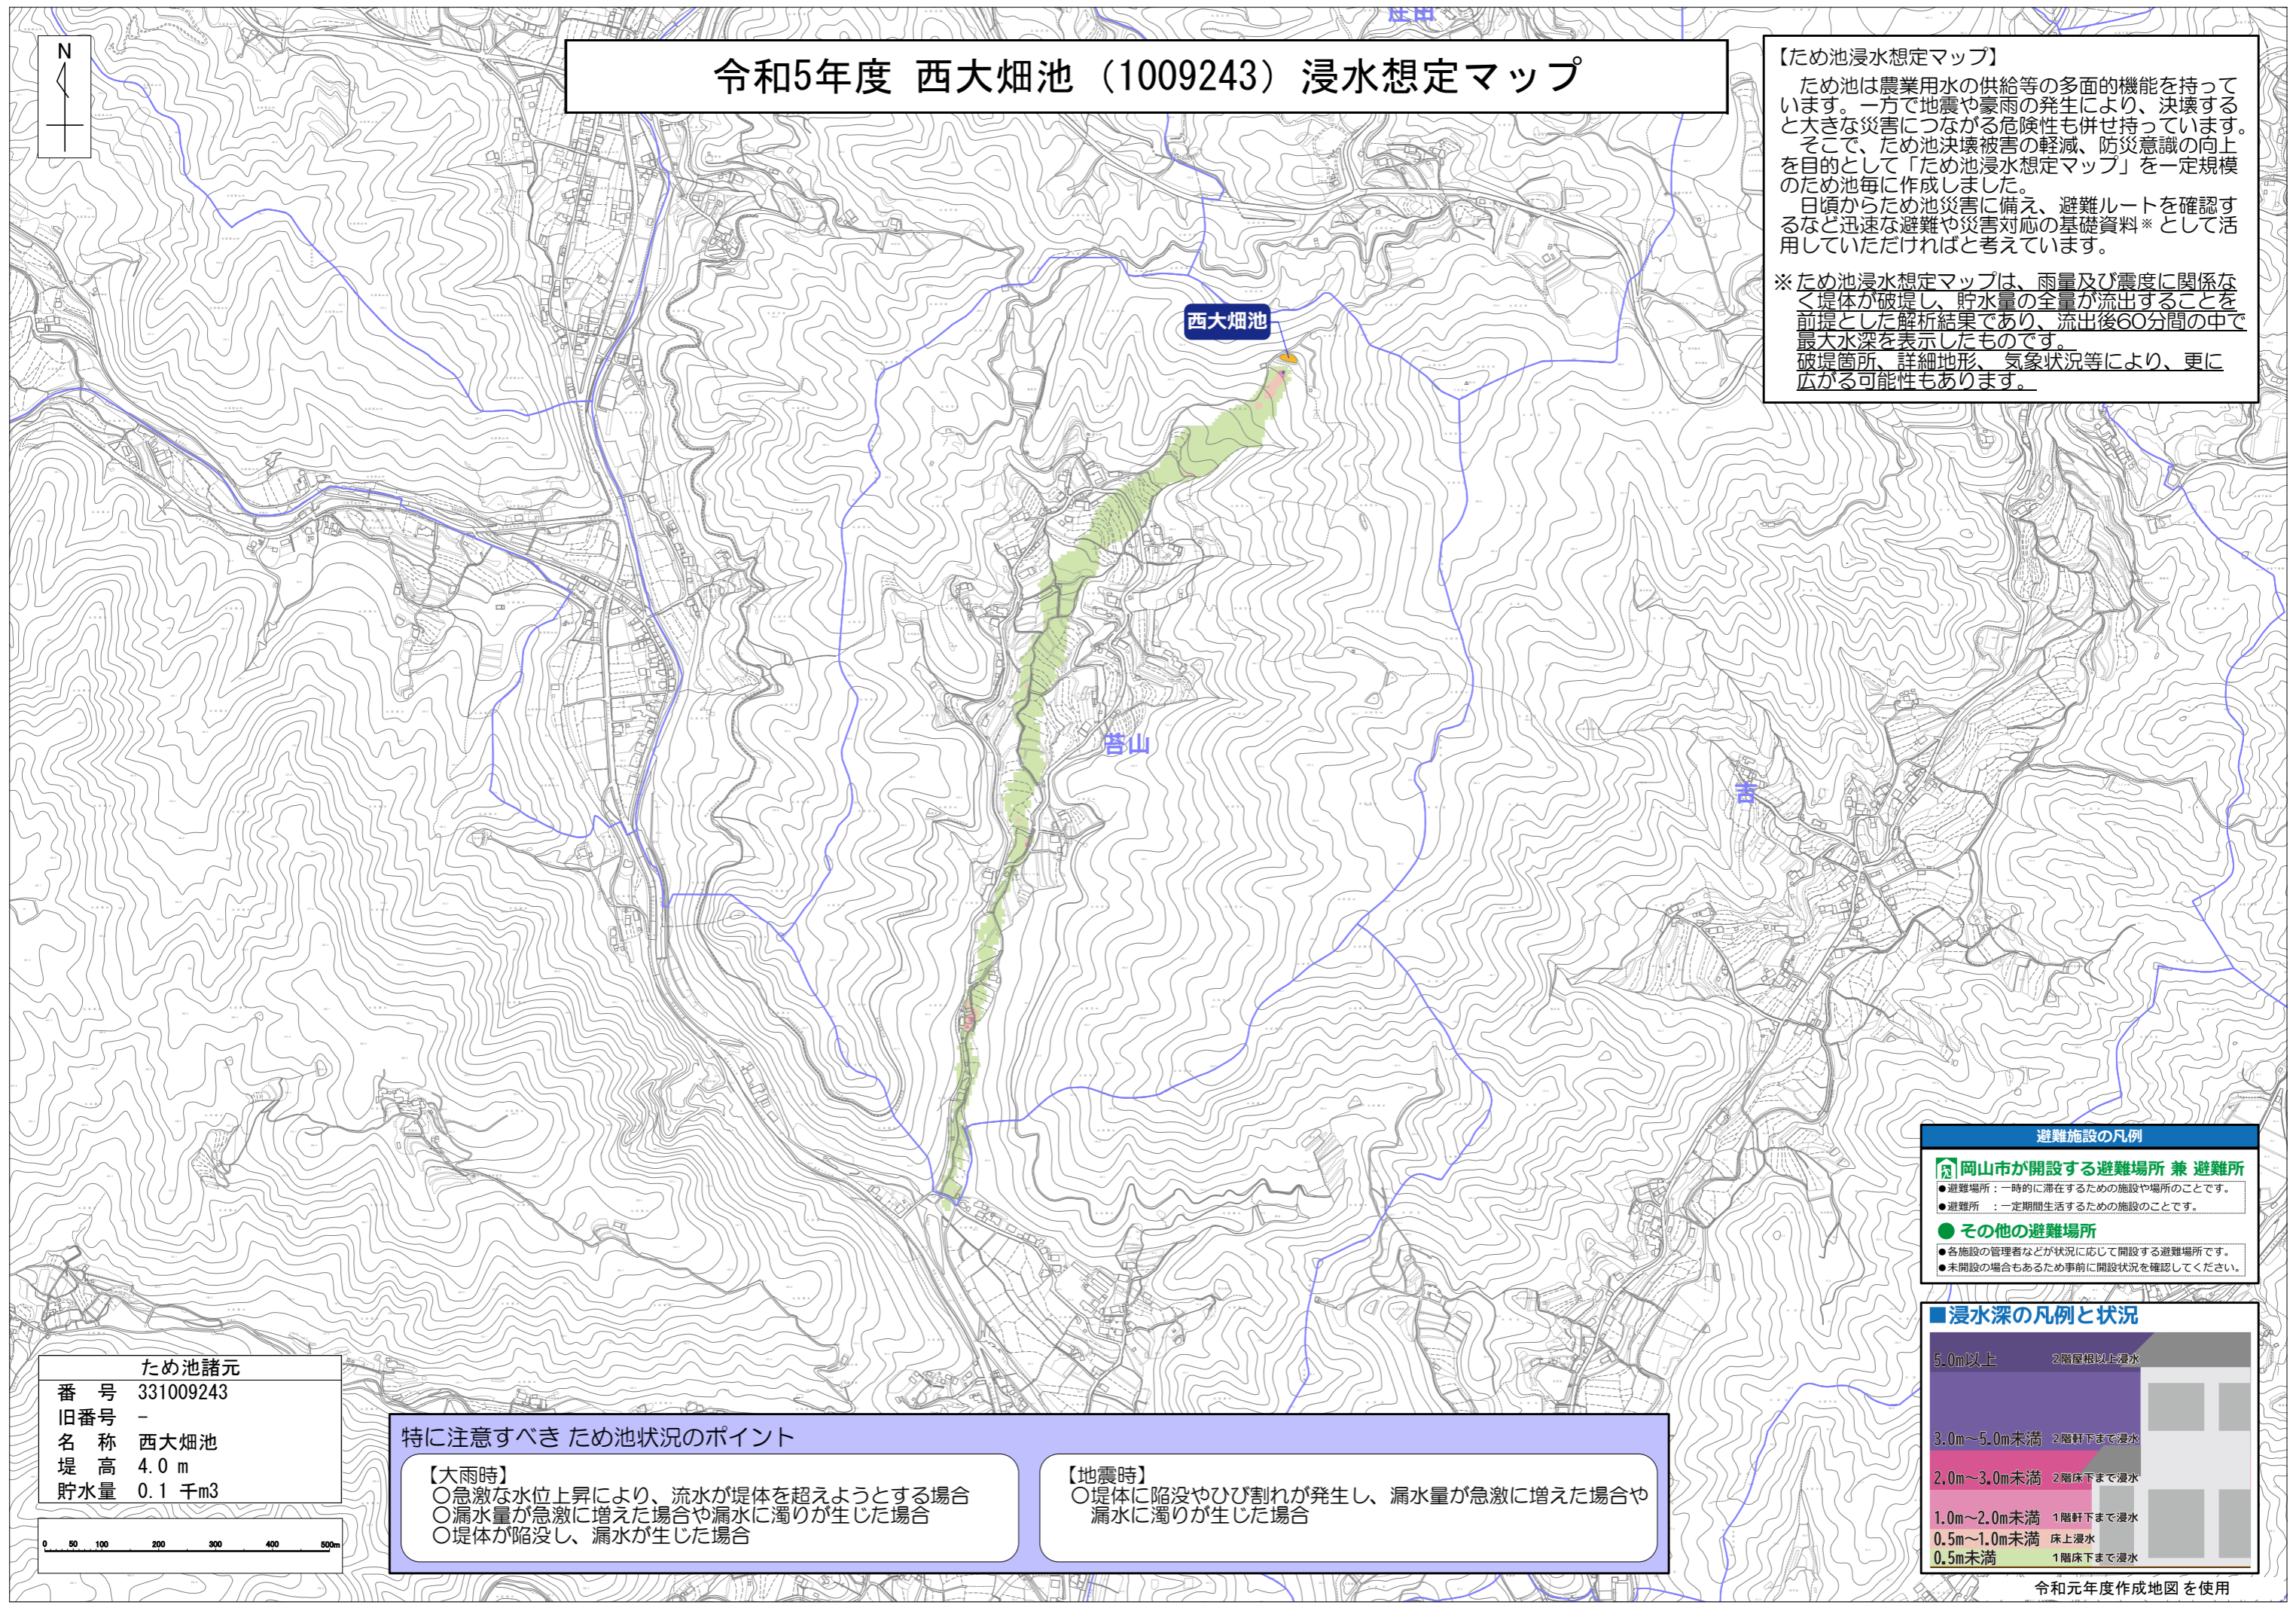 庄田
N
令和5年度 西大畑池（1009243）浸水想定マップ
【ため池浸水想定マップ】
ため池は農業用水の供給等の多面的機能を持って
います。一方で地震や豪雨の発生により、決壊する
と大きな災害につながる危険性も併せ持っています。
そこで、ため池決壊被害の軽減、防災意識の向上
を目的として「ため池浸水想定マップ」を一定規模
のため池毎に作成しました。
日頃からため池災害に備え、避難ルートを確認す
るなど迅速な避難や災害対応の基礎資料※として活
用していただければと考えています。
※ため池浸水想定マップは、雨量及び震度に関係な
く堤体が破堤し、貯水量の全量が流出することを
前提とした解析結果であり、流出後60分間の中で
最大水深を表示したものです。
破堤箇所、詳細地形、気象状況等により、更に
広がる可能性もあります。
西大畑池
苔山
吉
避難施設の凡例
岡山市が開設する避難場所 兼 避難所
●避難場所：一時的に滞在するための施設や場所のことです。
●避難所　：一定期間生活するための施設のことです。
● その他の避難場所
●各施設の管理者などが状況に応じて開設する避難場所です。
●未開設の場合もあるため事前に開設状況を確認してください。
■浸水深の凡例と状況
5.0m以上 2階屋根以上浸水
3.0m～5.0m未満 2階軒下まで浸水
2.0m～3.0m未満 2階床下まで浸水
1.0m～2.0m未満 1階軒下まで浸水
0.5m～1.0m未満 床上浸水
0.5m未満 1階床下まで浸水
令和元年度作成地図を使用
ため池諸元
番　号 331009243
旧番号 -
名　称 西大畑池
堤　高 4.0 m
貯水量 0.1 千m3
0 50 100 200 300 400 500m
特に注意すべき ため池状況のポイント
【大雨時】
○急激な水位上昇により、流水が堤体を超えようとする場合
○漏水量が急激に増えた場合や漏水に濁りが生じた場合
○堤体が陥没し、漏水が生じた場合
【地震時】
○堤体に陥没やひび割れが発生し、漏水量が急激に増えた場合や
漏水に濁りが生じた場合